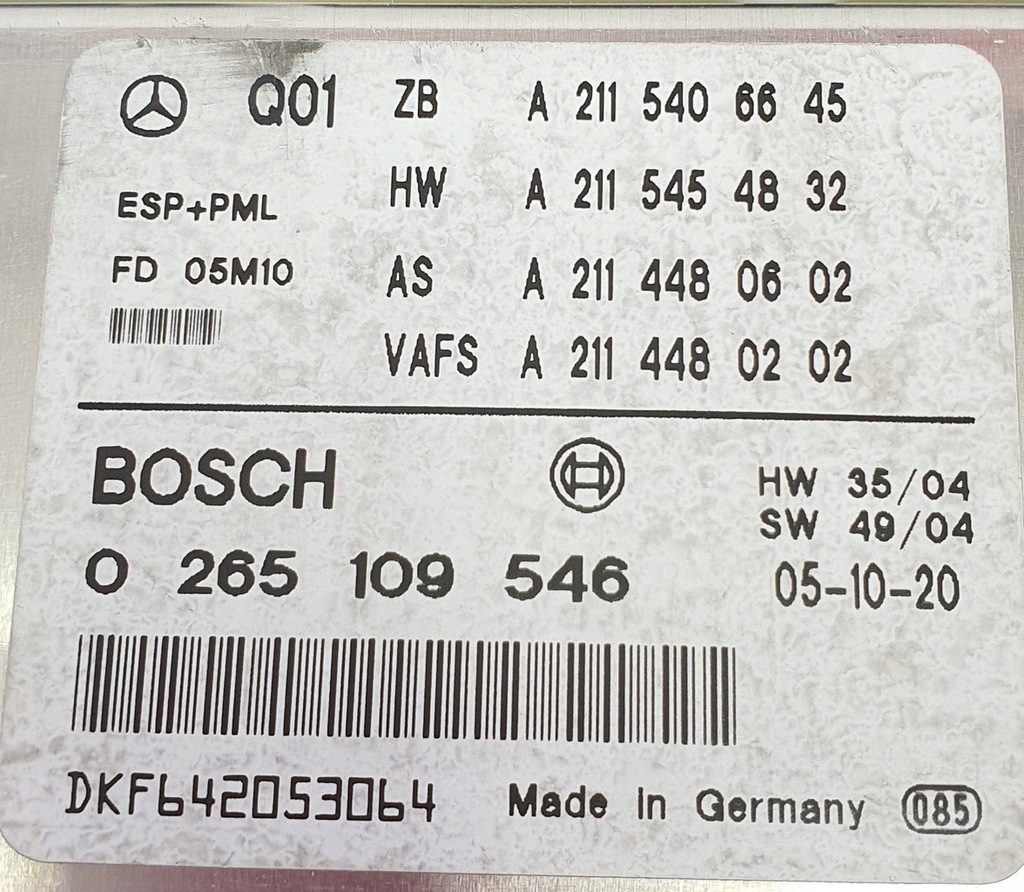 Q01 ZB A 211 540 66 45
HW A 211 545 48 32
ESP+PML
FD 05M10
AS A 211 448 06 02
VAFS A 211 448 02 02
BOSCH
HW 35/04
SW 49/04
0 265 109 546
05-10-20
DKF642053064
Made in Germany 085